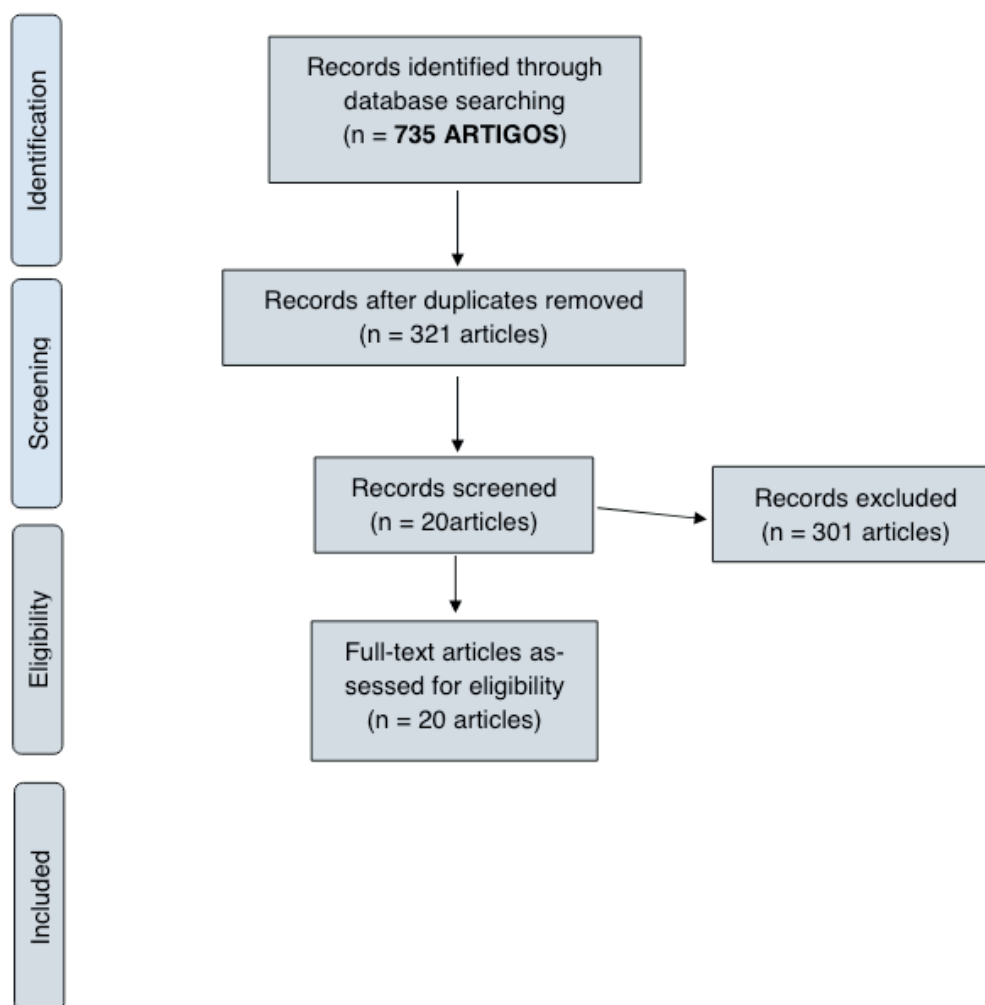 Identification
Records identified through
database searching
(n = 735 ARTIGOS)
Screening
Records after duplicates removed
(n = 321 articles)
Records screened
(n = 20articles)
Records excluded
(n = 301 articles)
Eligibility
Full-text articles as-
sessed for eligibility
(n = 20 articles)
Included